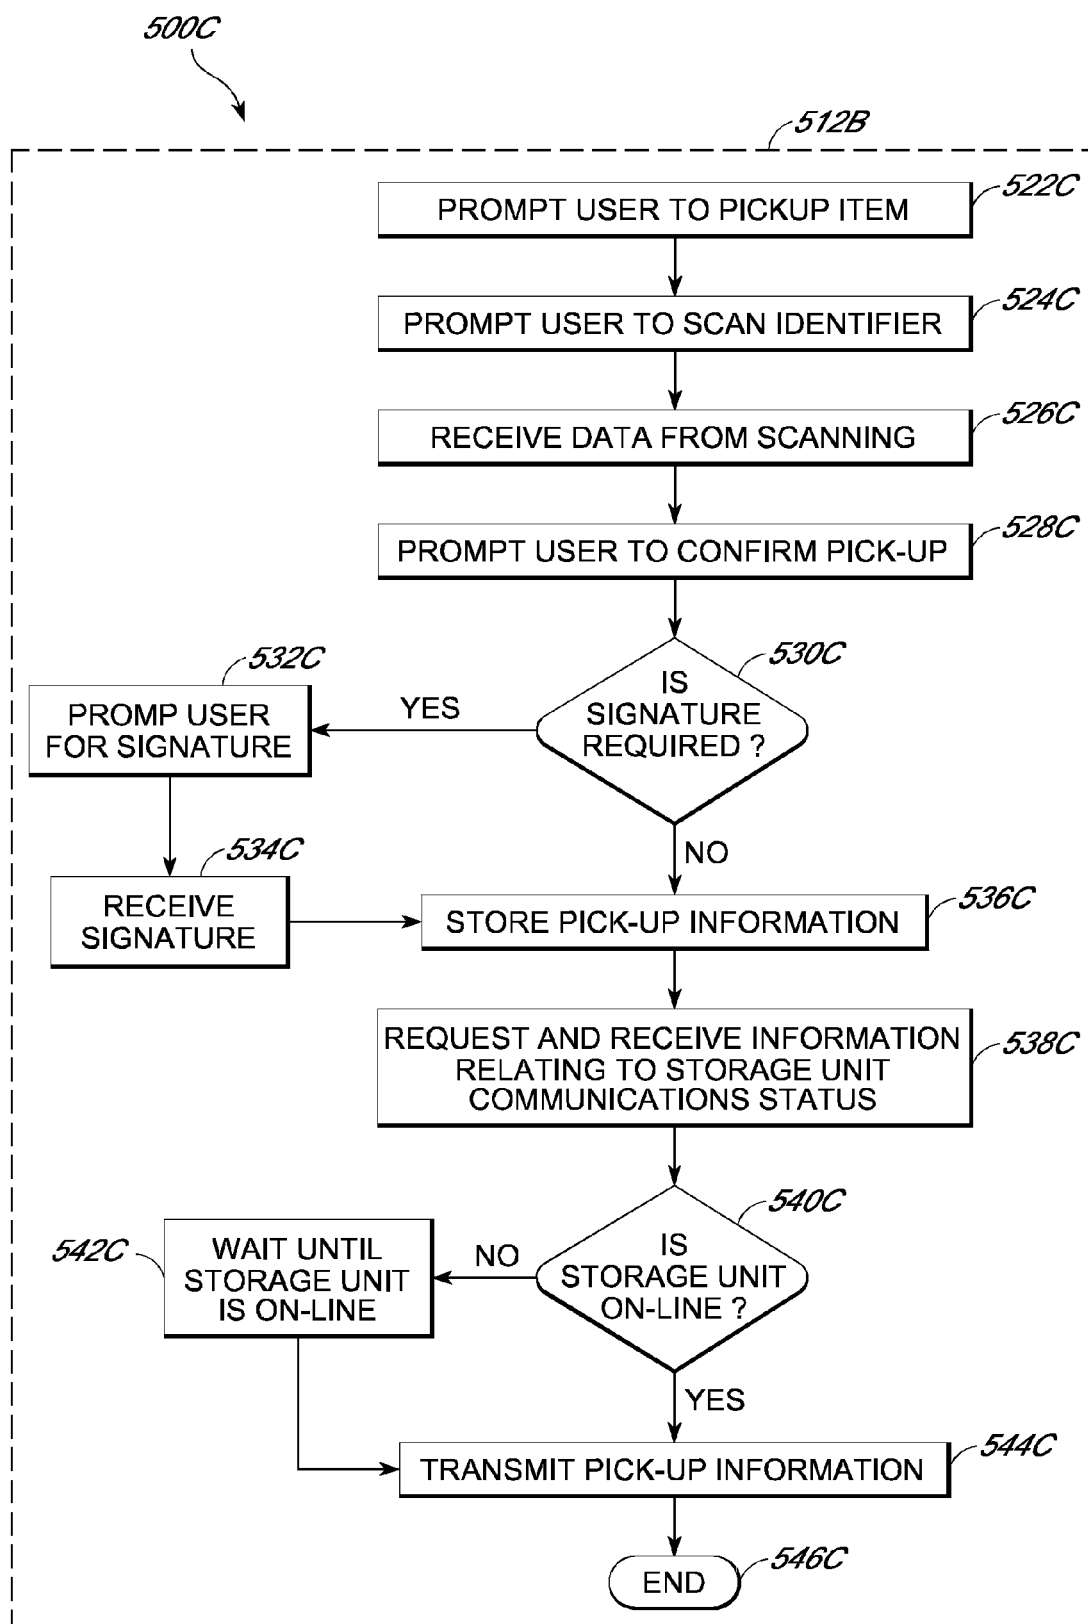 500C
512B
PROMPT USER TO PICKUP ITEM
522C
PROMPT USER TO SCAN IDENTIFIER
524C
RECEIVE DATA FROM SCANNING
526C
PROMPT USER TO CONFIRM PICK-UP
528C
IS
SIGNATURE
REQUIRED ?
530C
YES
532C
PROMP USER
FOR SIGNATURE
NO
534C
RECEIVE
SIGNATURE
STORE PICK-UP INFORMATION
536C
REQUEST AND RECEIVE INFORMATION
RELATING TO STORAGE UNIT
COMMUNICATIONS STATUS
538C
IS
STORAGE UNIT
ON-LINE ?
540C
NO
542C
WAIT UNTIL
STORAGE UNIT
IS ON-LINE
YES
TRANSMIT PICK-UP INFORMATION
544C
END
546C